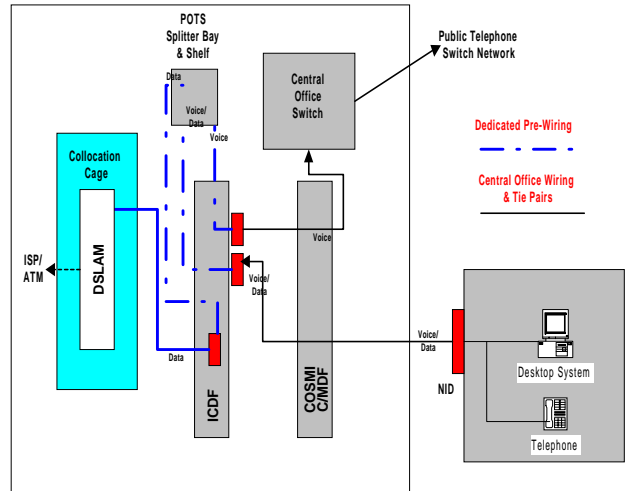 POTS
Splitter Bay
& Shelf
Public Telephone
Switch Network
Data
Central
Office
Switch
Voice/
Data
Voice
Dedicated Pre-Wiring
Collocation
Cage
Central Office Wiring
& Tie Pairs
ISP/
ATM
DSLAM
Voice
Voice/
Data
Voice/
Data
Data
ICDF
COSMI
C/MDF
NID
Desktop System
Telephone